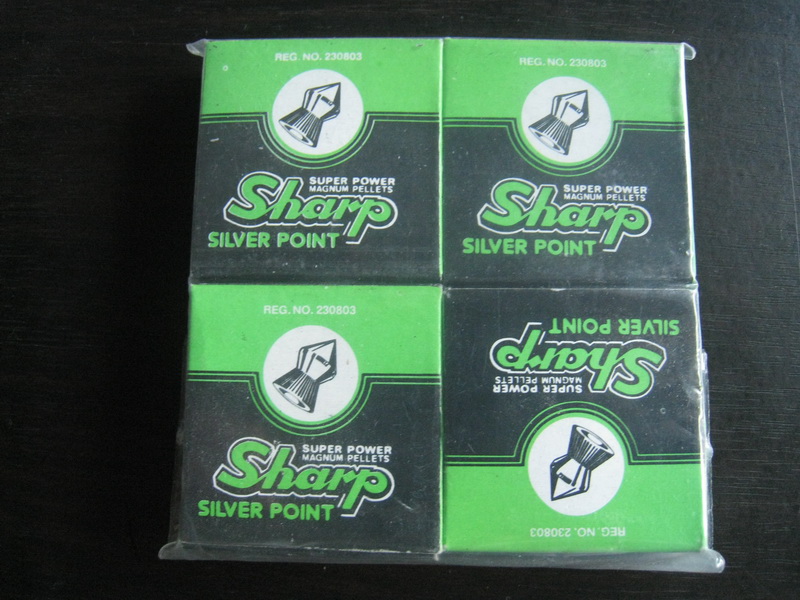 REG. NO. 230803
SUPER POWER
MAGNUM PELLETS
Sharp
SILVER POINT
REG. NO. 230803
SUPER POWER
MAGNUM PELLETS
Sharp
SILVER POINT
REG. NO. 230803
SUPER POWER
MAGNUM PELLETS
Sharp
SILVER POINT
REG. NO. 230803
SUPER POWER
MAGNUM PELLETS
Sharp
SILVER POINT